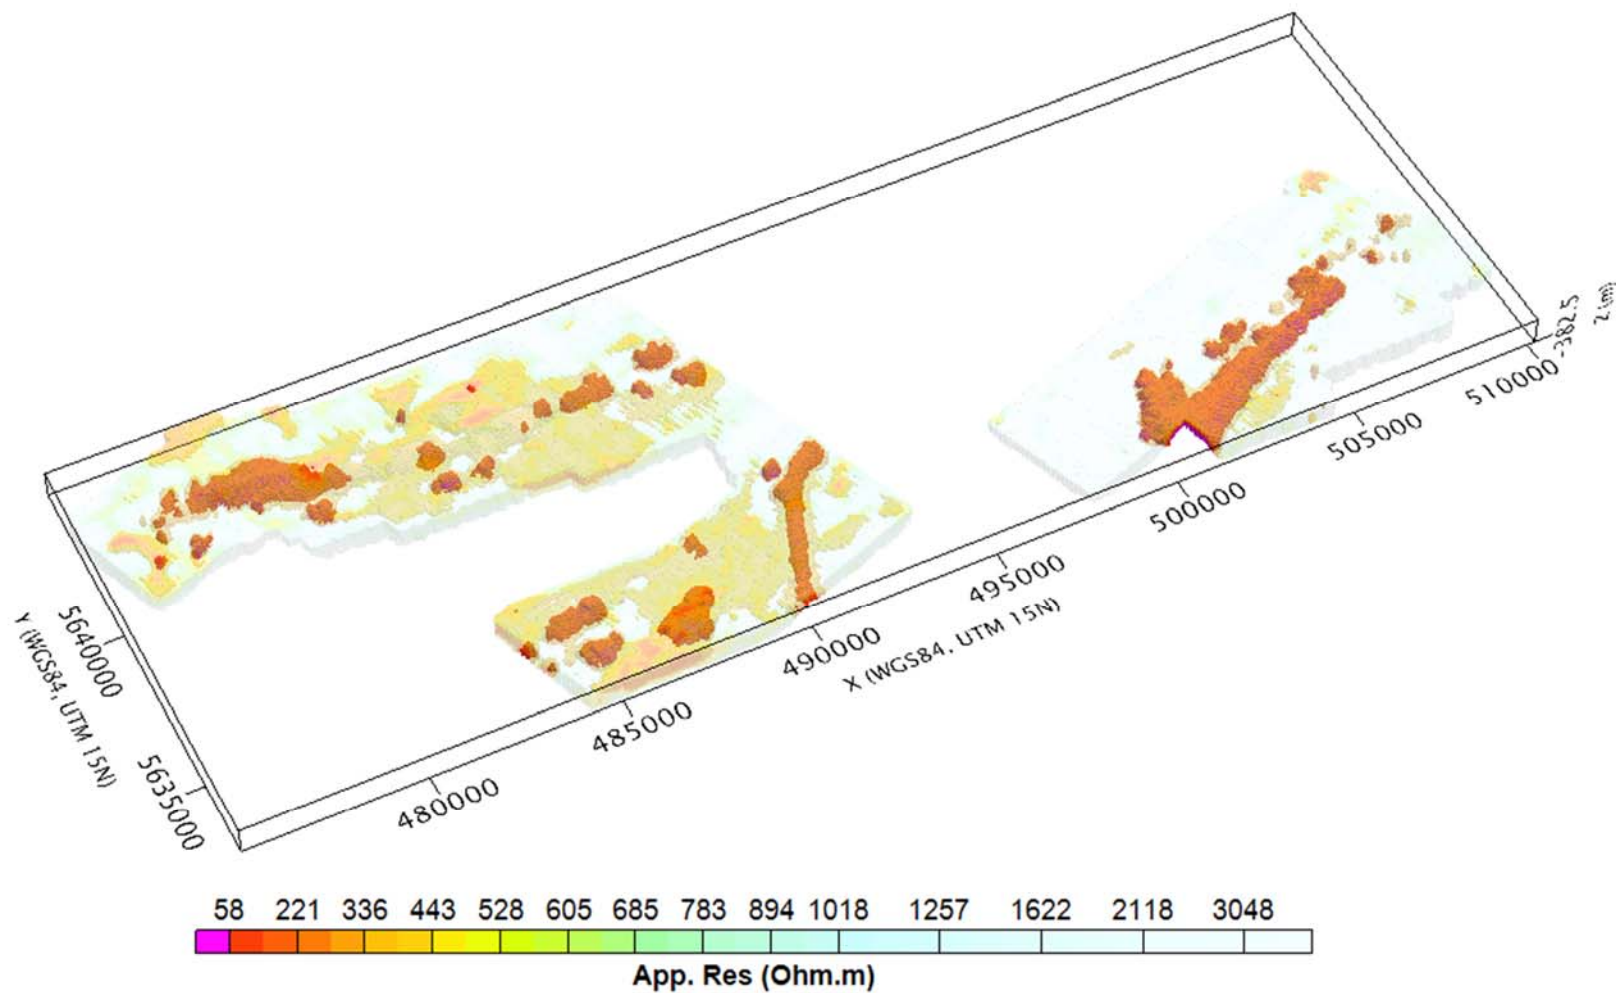 -382.5
Z (m)
510000
505000
500000
495000
490000
485000
480000
X (WGS84, UTM 15N)
5640000
5635000
Y (WGS84, UTM 15N)
58 221 336 443 528 605 685 783 894 1018 1257 1622 2118 3048
App. Res (Ohm.m)